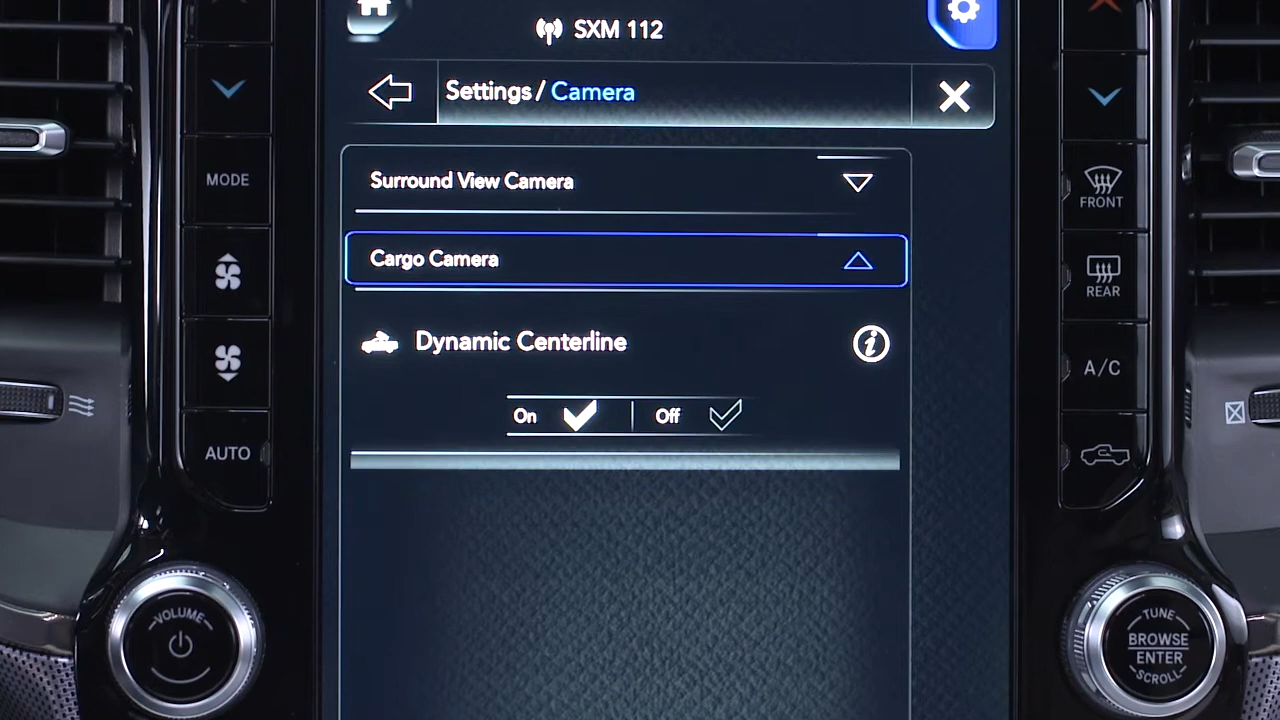 SXM 112
Settings / Camera
MODE
Surround View Camera
FRONT
Cargo Camera
REAR
Dynamic Centerline
i
A/C
On
Off
AUTO
VOLUME
TUNE
BROWSE
ENTER
SCROLL